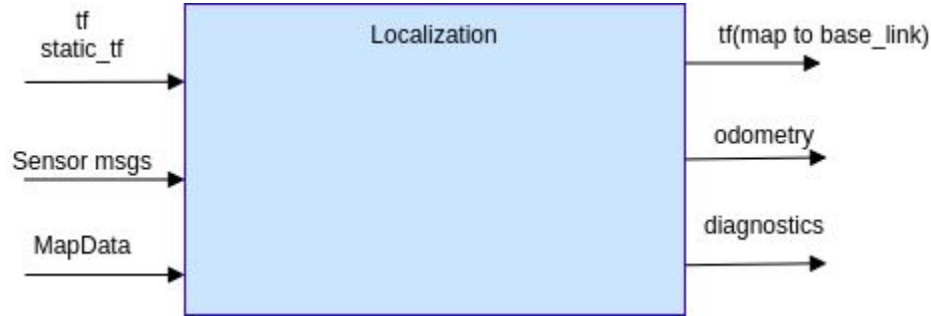 tf
static_tf
Sensor msgs
MapData
Localization
tf(map to base_link)
odometry
diagnostics